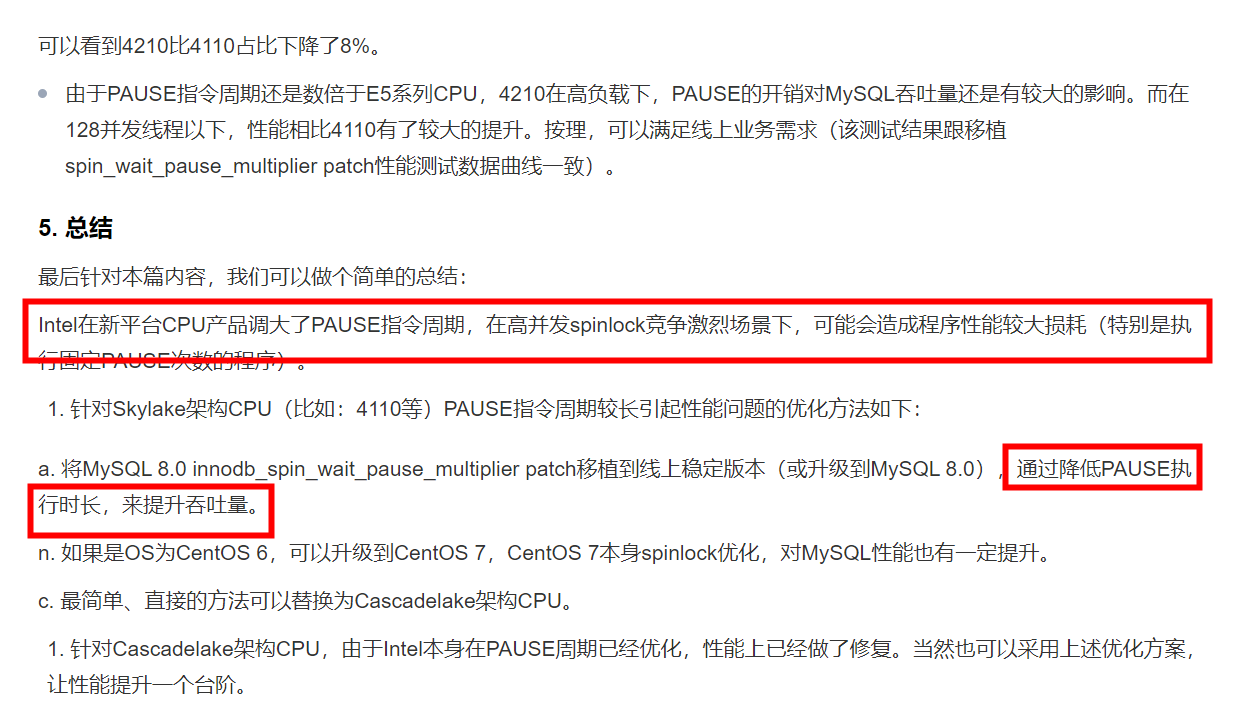 可以看到4210比4110占比下降了8%。
由于PAUSE指令周期还是数倍于E5系列CPU，4210在高负载下，PAUSE的开销对MySQL吞吐量还是有较大的影响。而在
128并发线程以下，性能相比4110有了较大的提升。按理，可以满足线上业务需求（该测试结果跟移植
spin_wait_pause_multiplier patch性能测试数据曲线一致）。
5. 总结
最后针对本篇内容，我们可以做个简单的总结：
Intel在新平台CPU产品调大了PAUSE指令周期，在高并发spinlock竞争激烈场景下，可能会造成程序性能较大损耗（特别是执
行固定PAUSE次数的程序）。
1. 针对Skylake架构CPU（比如：4110等）PAUSE指令周期较长引起性能问题的优化方法如下：
a. 将MySQL 8.0 innodb_spin_wait_pause_multiplier patch移植到线上稳定版本（或升级到MySQL 8.0），通过降低PAUSE执
行时长，来提升吞吐量。
n. 如果是OS为CentOS 6，可以升级到CentOS 7，CentOS 7本身spinlock优化，对MySQL性能也有一定提升。
c. 最简单、直接的方法可以替换为Cascadelake架构CPU。
1. 针对Cascadelake架构CPU，由于Intel本身在PAUSE周期已经优化，性能上已经做了修复。当然也可以采用上述优化方案，
让性能提升一个台阶。